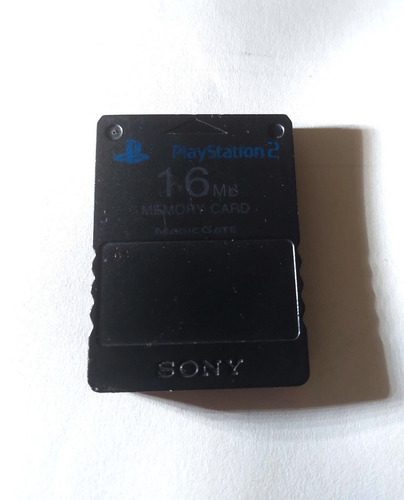 PlayStation 2
16 MB
MEMORY CARD
MAGICGATE
SONY